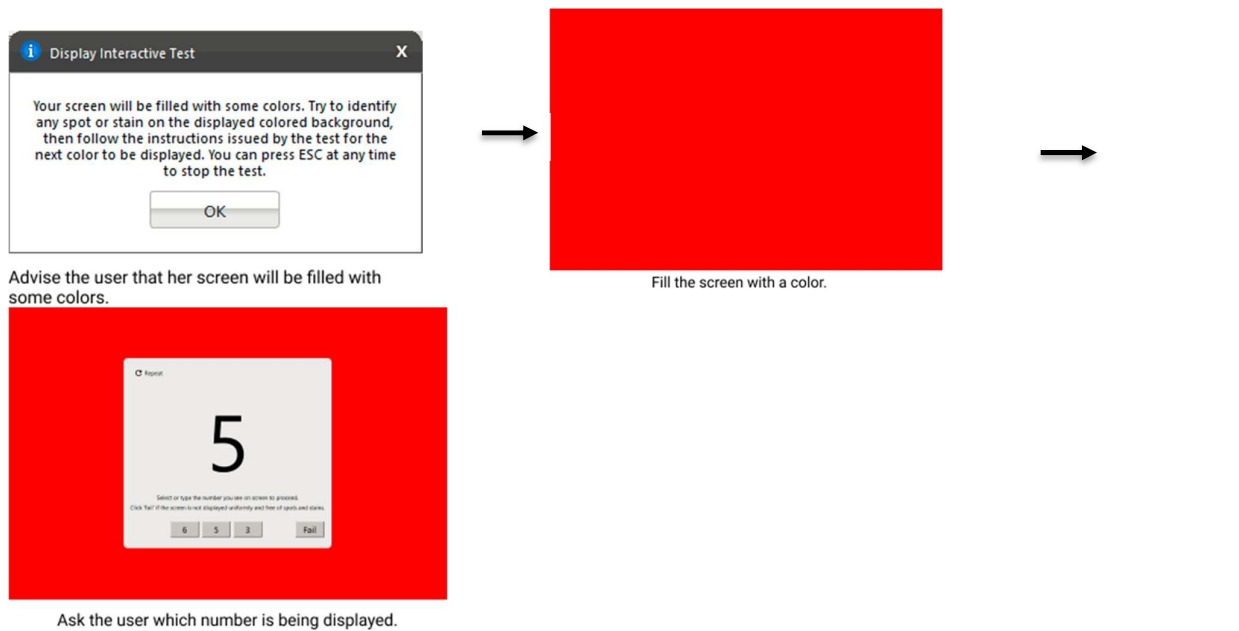 i Display Interactive Test X
Your screen will be filled with some colors. Try to identify
any spot or stain on the displayed colored background,
then follow the instructions issued by the test for the
next color to be displayed. You can press ESC at any time
to stop the test.
OK
Advise the user that her screen will be filled with
some colors.
Fill the screen with a color.
Repeat
5
Select or type the number you see on screen to proceed.
Click 'Fail' if the screen is not displayed uniformly and free of spots and stains.
6 5 3 Fail
Ask the user which number is being displayed.